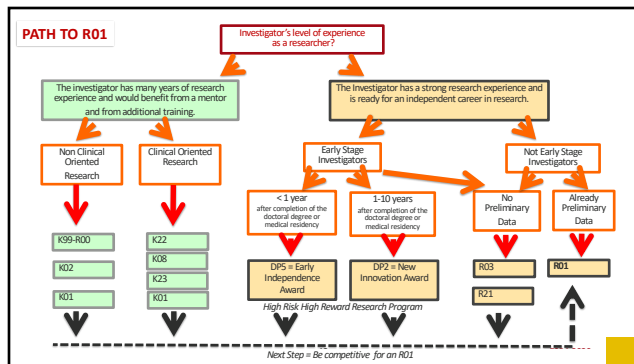 PATH TO R01
Investigator's level of experience
as a researcher?
The investigator has many years of research
experience and would benefit from a mentor
and from additional training.
The Investigator has a strong research experience and
is ready for an independent career in research.
Non Clinical
Oriented
Research
Clinical Oriented
Research
Early Stage
Investigators
Not Early Stage
Investigators
< 1 year
after completion of the
doctoral degree or
medical residency
1-10 years
after completion of the
doctoral degree or
medical residency
No
Preliminary
Data
Already
Preliminary
Data
K99-R00
K02
K01
K22
K08
K23
K01
DP5 = Early
Independence
Award
DP2 = New
Innovation Award
R03
R21
R01
High Risk High Reward Research Program
Next Step = Be competitive for an R01